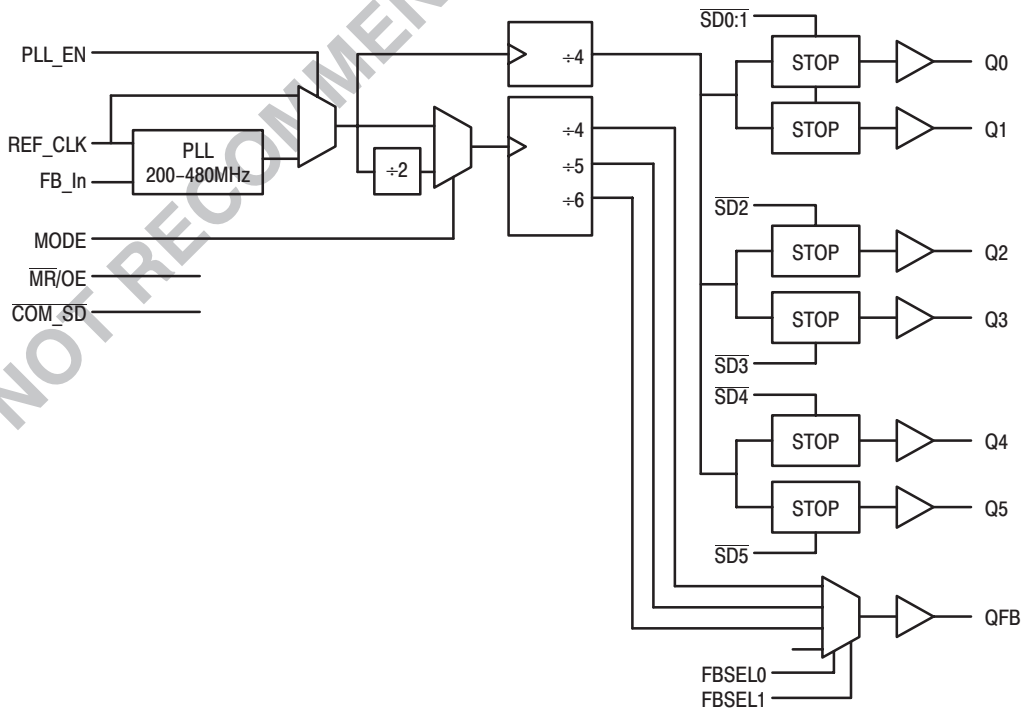 NOT RECOMMEN
PLL_EN
REF_CLK
FB_In
MODE
MR/OE
COM_SD
PLL
200–480MHz
÷2
÷4
÷4
÷5
÷6
SD0:1
STOP
Q0
STOP
Q1
SD2
STOP
Q2
STOP
Q3
SD3
SD4
STOP
Q4
STOP
Q5
SD5
QFB
FBSEL0
FBSEL1